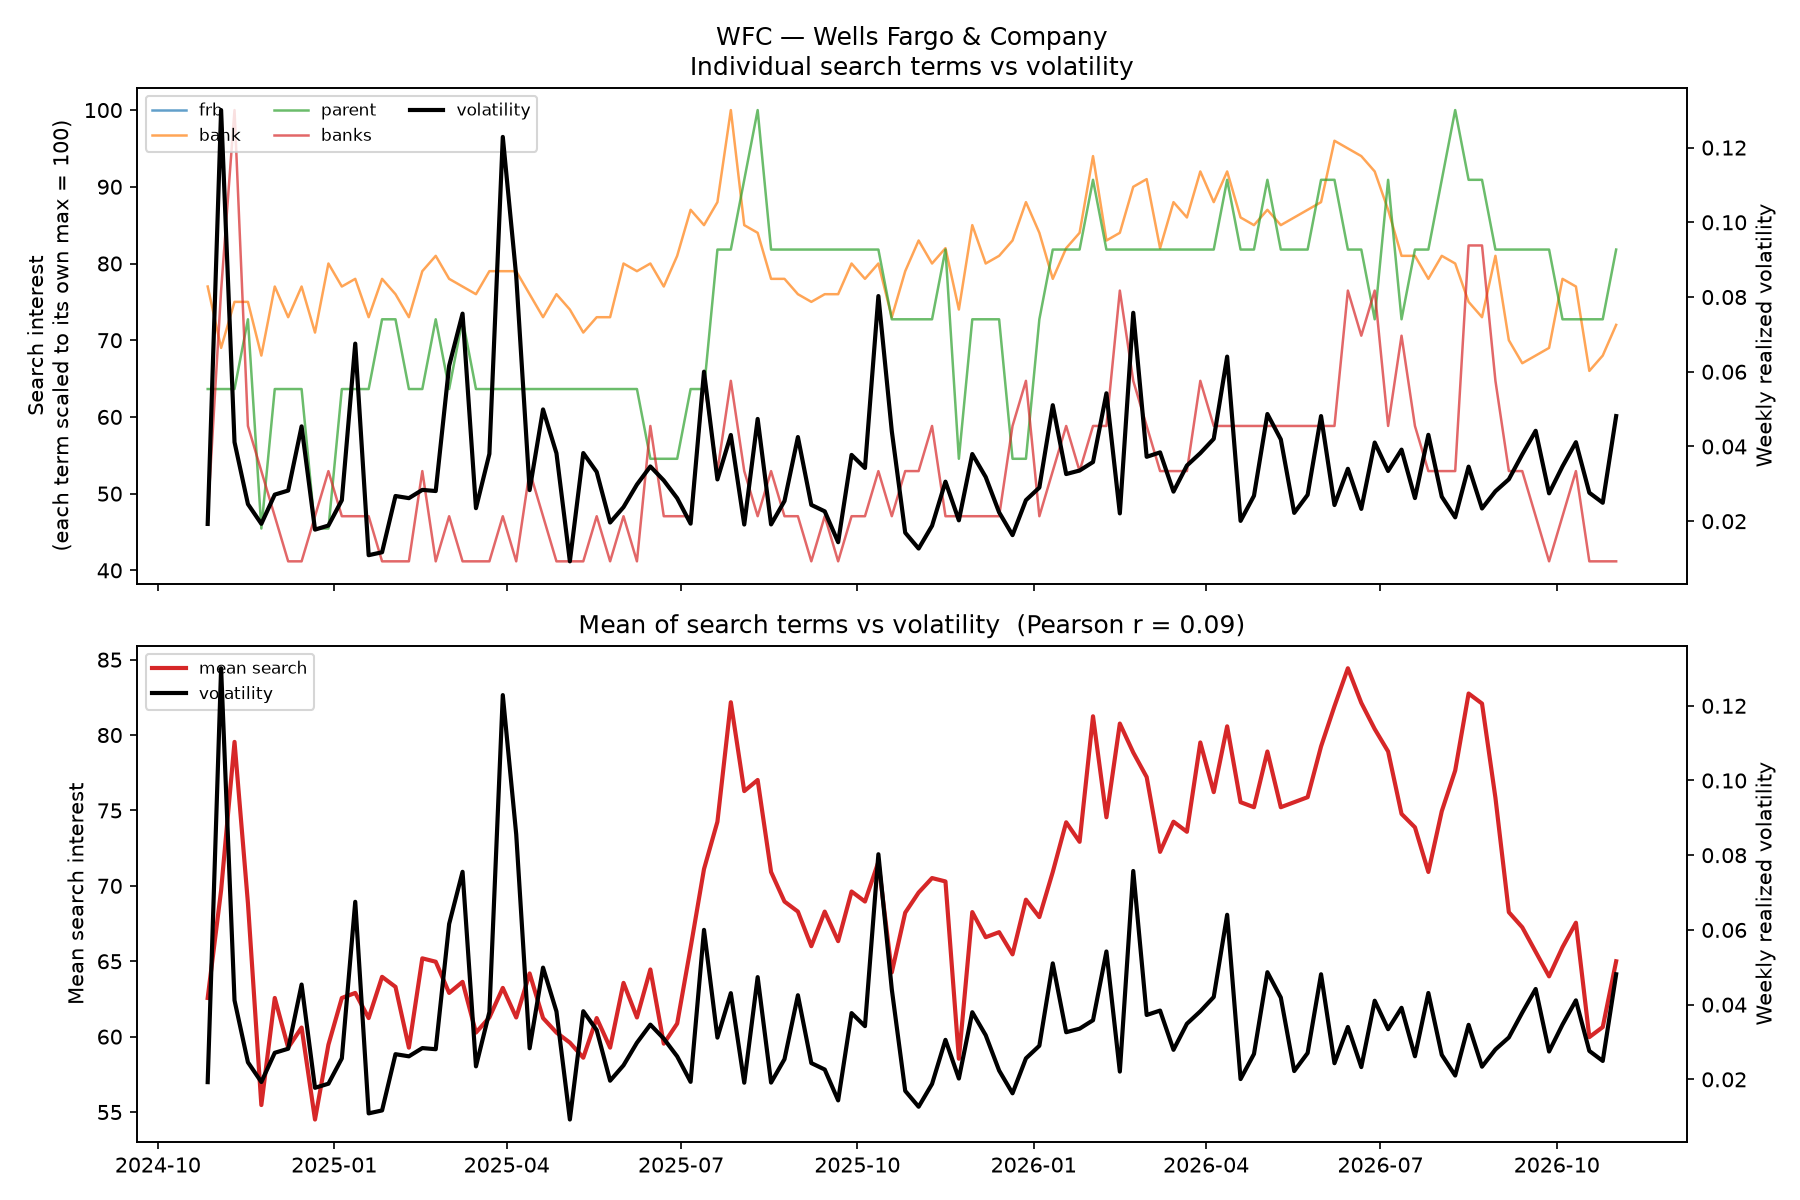 WFC — Wells Fargo & Company
Individual search terms vs volatility
frb
bank
parent
banks
volatility
Search interest
(each term scaled to its own max = 100)
100
90
80
70
60
50
40
0.12
0.10
0.08
0.06
0.04
0.02
Weekly realized volatility
Mean of search terms vs volatility (Pearson r = 0.09)
mean search
volatility
Mean search interest
85
80
75
70
65
60
55
0.12
0.10
0.08
0.06
0.04
0.02
Weekly realized volatility
2024-10
2025-01
2025-04
2025-07
2025-10
2026-01
2026-04
2026-07
2026-10